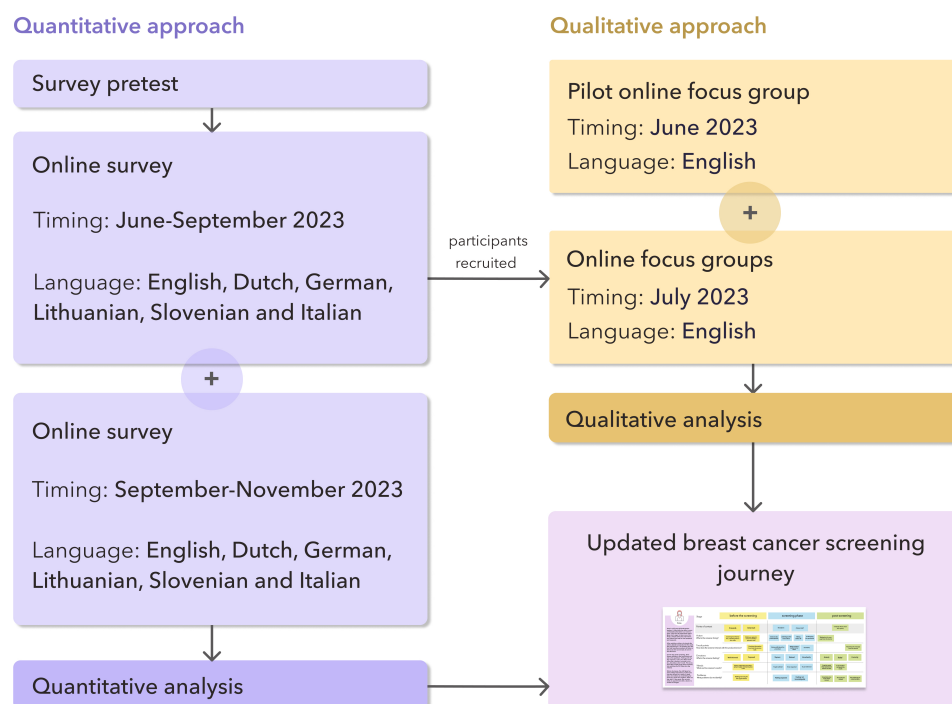 Quantitative approach
Survey pretest
Online survey
Timing: June-September 2023
Language: English, Dutch, German,
Lithuanian, Slovenian and Italian
+
Online survey
Timing: September-November 2023
Language: English, Dutch, German,
Lithuanian, Slovenian and Italian
Quantitative analysis
participants
recruited
Qualitative approach
Pilot online focus group
Timing: June 2023
Language: English
+
Online focus groups
Timing: July 2023
Language: English
Qualitative analysis
Updated breast cancer screening
journey